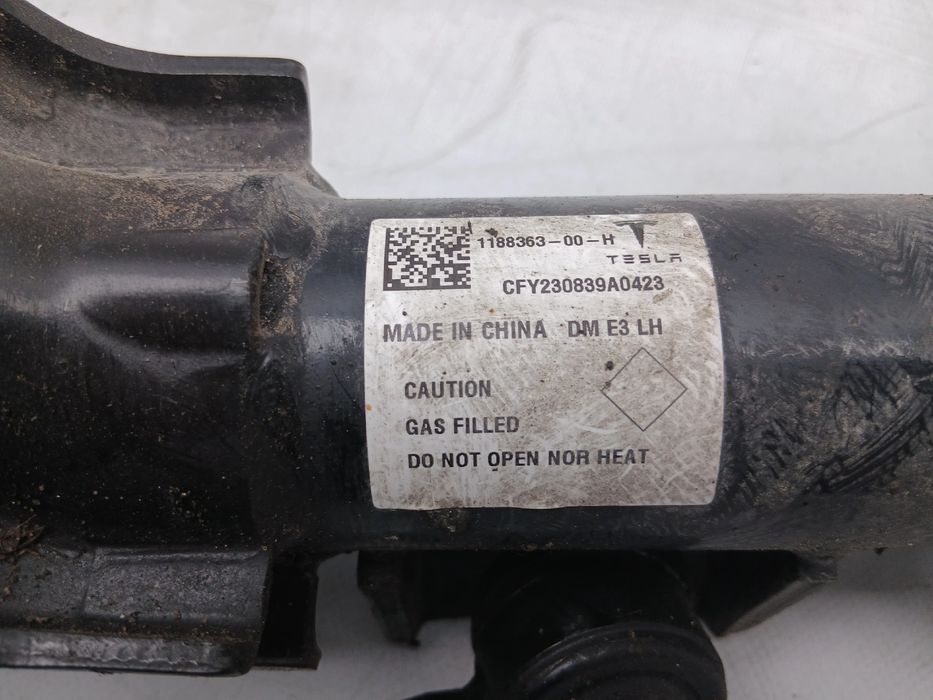 1188363-00-H
TESLA
CFY230839A0423
MADE IN CHINA DM E3 LH
CAUTION
GAS FILLED
DO NOT OPEN NOR HEAT